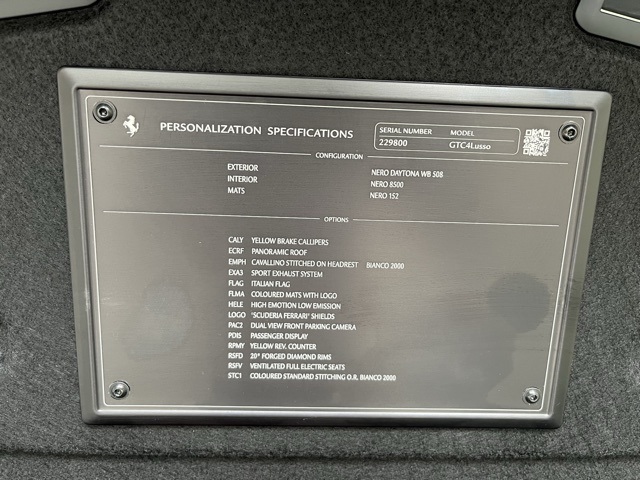 PERSONALIZATION SPECIFICATIONS
SERIAL NUMBER MODEL
229800 GTC4Lusso
CONFIGURATION
EXTERIOR NERO DAYTONA WB 508
INTERIOR NERO 8500
MATS NERO 152
OPTIONS
CALY YELLOW BRAKE CALLIPERS
ECRF PANORAMIC ROOF
EMPH CAVALLINO STITCHED ON HEADREST BIANCO 2000
EXA3 SPORT EXHAUST SYSTEM
FLAG ITALIAN FLAG
FLMA COLOURED MATS WITH LOGO
HELE HIGH EMOTION LOW EMISSION
LOGO "SCUDERIA FERRARI" SHIELDS
PAC2 DUAL VIEW FRONT PARKING CAMERA
PDIS PASSENGER DISPLAY
RPMY YELLOW REV. COUNTER
RSFD 20" FORGED DIAMOND RIMS
RSFV VENTILATED FULL ELECTRIC SEATS
STC1 COLOURED STANDARD STITCHING O.R. BIANCO 2000